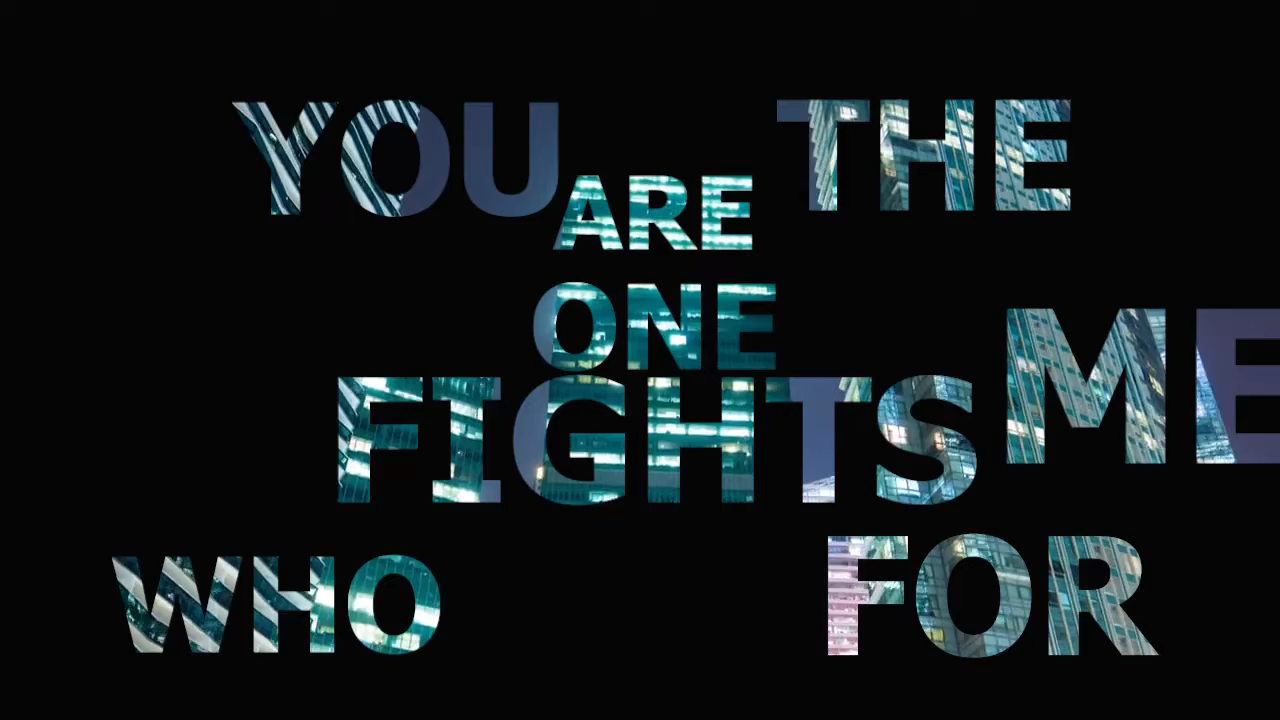 YOU THE
ARE
ONE
ME
FIGHTS
WHO FOR